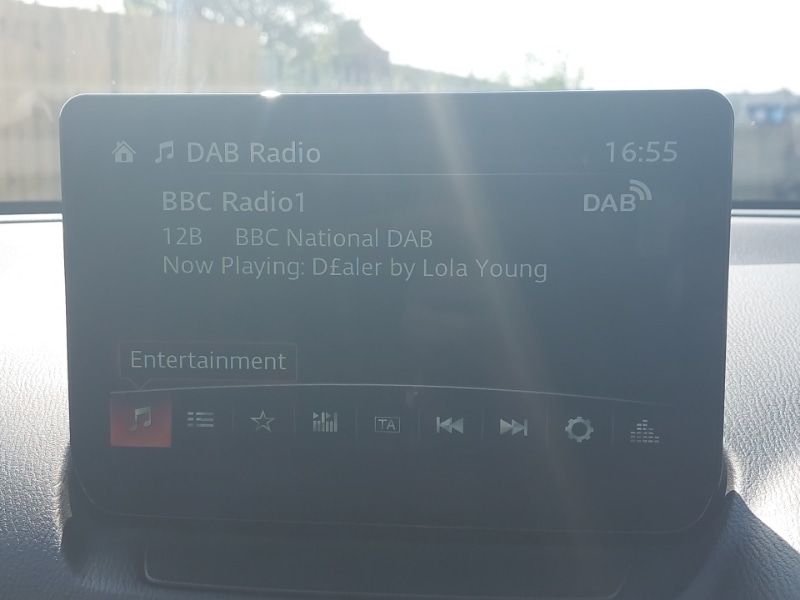 DAB Radio 16:55
BBC Radio1 DAB
12B BBC National DAB
Now Playing: D£aler by Lola Young
Entertainment
TA